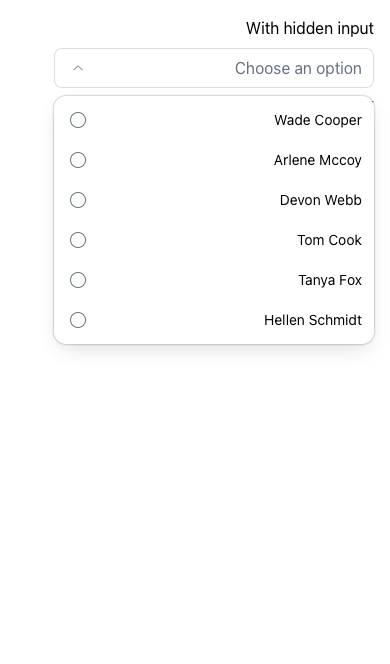 With hidden input
Choose an option
Wade Cooper
Arlene Mccoy
Devon Webb
Tom Cook
Tanya Fox
Hellen Schmidt